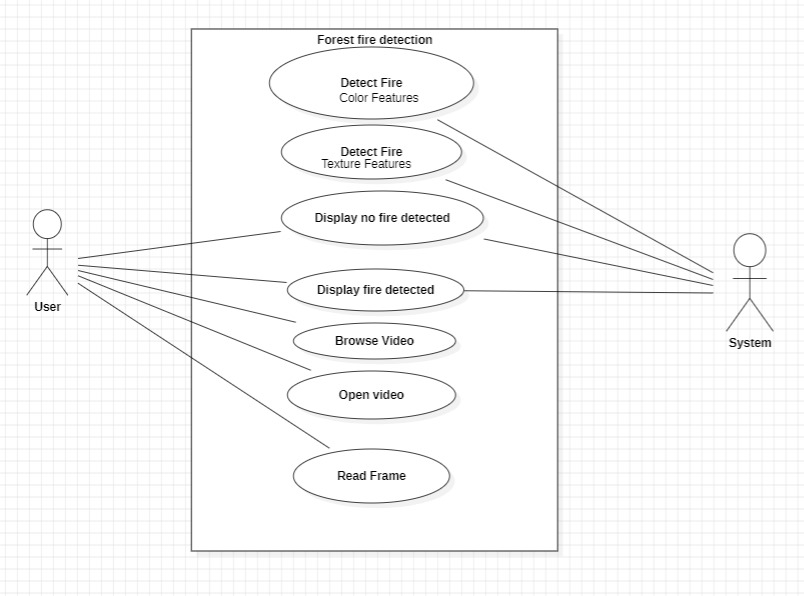 Forest fire detection
Detect Fire
Color Features
Detect Fire
Texture Features
Display no fire detected
Display fire detected
User
Browse Video
System
Open video
Read Frame